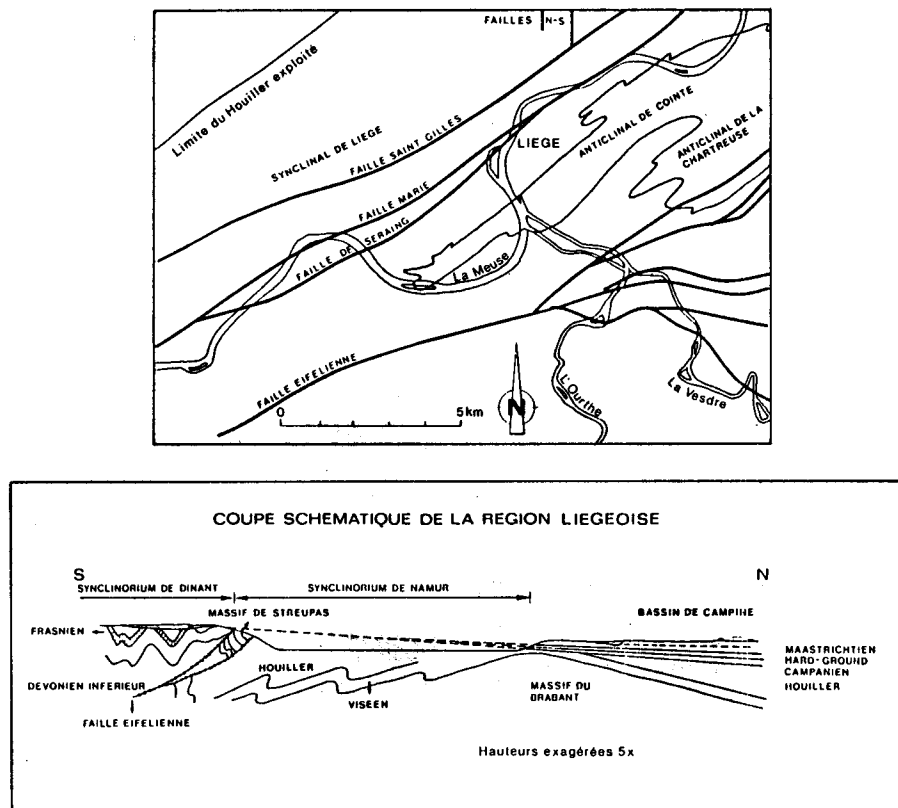 FAILLES N-S
Limite du Houiller exploité
SYNCLINAL DE LIEGE
FAILLE SAINT GILLES
LIEGE
ANTICLINAL DE COINTE
ANTICLINAL DE LA
CHARTREUSE
FAILLE MARIE
FAILLE DE SERAING
La Meuse
FAILLE EIFELIENNE
0 5km
N
L'Ourthe
La Vesdre
COUPE SCHEMATIQUE DE LA REGION LIEGEOISE
S N
SYNCLINORIUM DE DINANT SYNCLINORIUM DE NAMUR
MASSIF DE STREUPAS BASSIN DE CAMPINE
FRASNIEN
MAASTRICHTIEN
HARD-GROUND
CAMPANIEN
HOUILLER
HOUILLER
DEVONIEN INFERIEUR
VISEEN
MASSIF DU
BRABANT
FAILLE EIFELIENNE
Hauteurs exagérées 5x